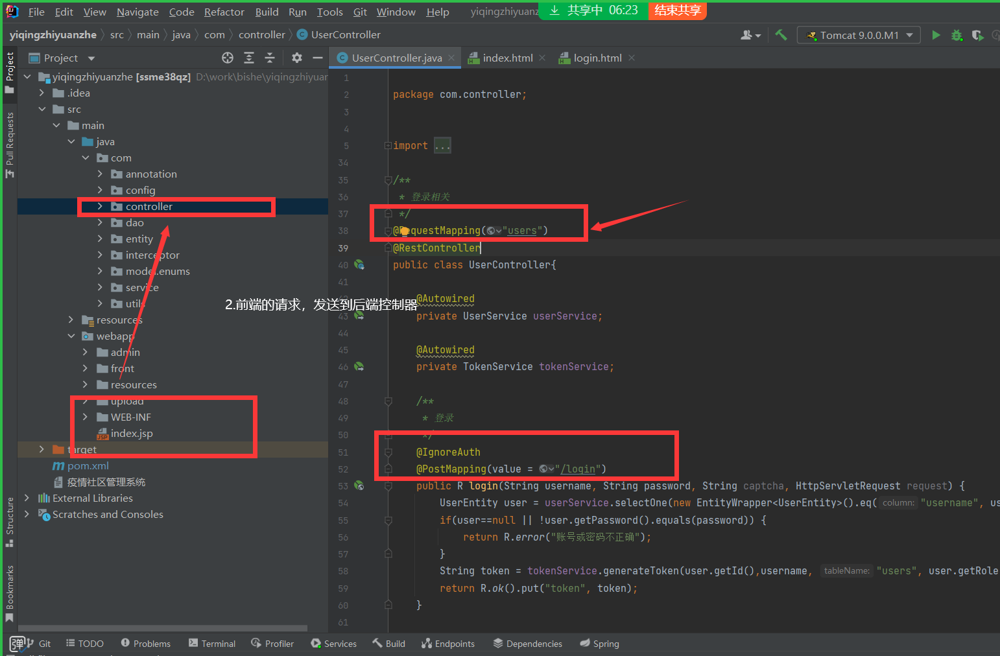 File Edit View Navigate Code Refactor Build Run Tools Git Window Help yiqingzhiyuanz 共享中 06:23 结束共享
yiqingzhiyuanzhe src main java com controller UserController Tomcat 9.0.0.M1
Project UserController.java index.html login.html
Project
Pull Requests
Structure
Bookmarks
yiqingzhiyuanzhe [ssme38qz] D:\work\bishe\yiqingzhiyuar
.idea
src
main
java
com
annotation
config
controller
dao
entity
interceptor
model.enums
service
utils
resources
webapp
admin
front
resources
upload
WEB-INF
index.jsp
target
pom.xml
疫情社区管理系统
External Libraries
Scratches and Consoles
2.前端的请求，发送到后端控制器
1
2 package com.controller;
3
4
5 import ...
34
35 /**
36 * 登录相关
37 */
38 @RequestMapping("users")
39 @RestController
40 public class UserController{
41
@Autowired
43 private UserService userService;
44
45 @Autowired
46 private TokenService tokenService;
47
48 /**
49 * 登录
50 */
51 @IgnoreAuth
52 @PostMapping(value = "/login")
53 public R login(String username, String password, String captcha, HttpServletRequest request) {
54 UserEntity user = userService.selectOne(new EntityWrapper<UserEntity>().eq( column: "username", us
55 if(user==null || !user.getPassword().equals(password)) {
56 return R.error("账号或密码不正确");
57 }
58 String token = tokenService.generateToken(user.getId(),username, tableName: "users", user.getRole
59 return R.ok().put("token", token);
60 }
61
弹 Git TODO Problems Terminal Profiler Services Build Endpoints Dependencies Spring